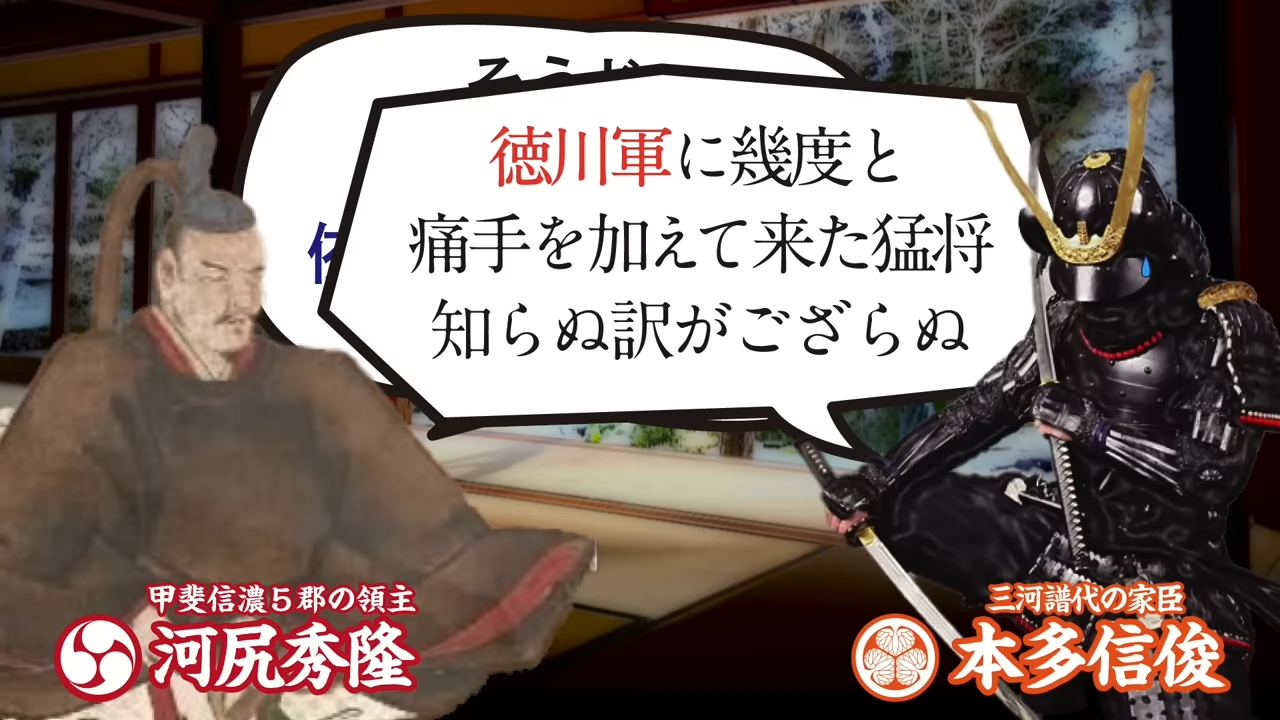 徳川軍に幾度と
痛手を加えて来た猛将
知らぬ訳がござらぬ
甲斐信濃５郡の領主
河尻秀隆
三河譜代の家臣
本多信俊